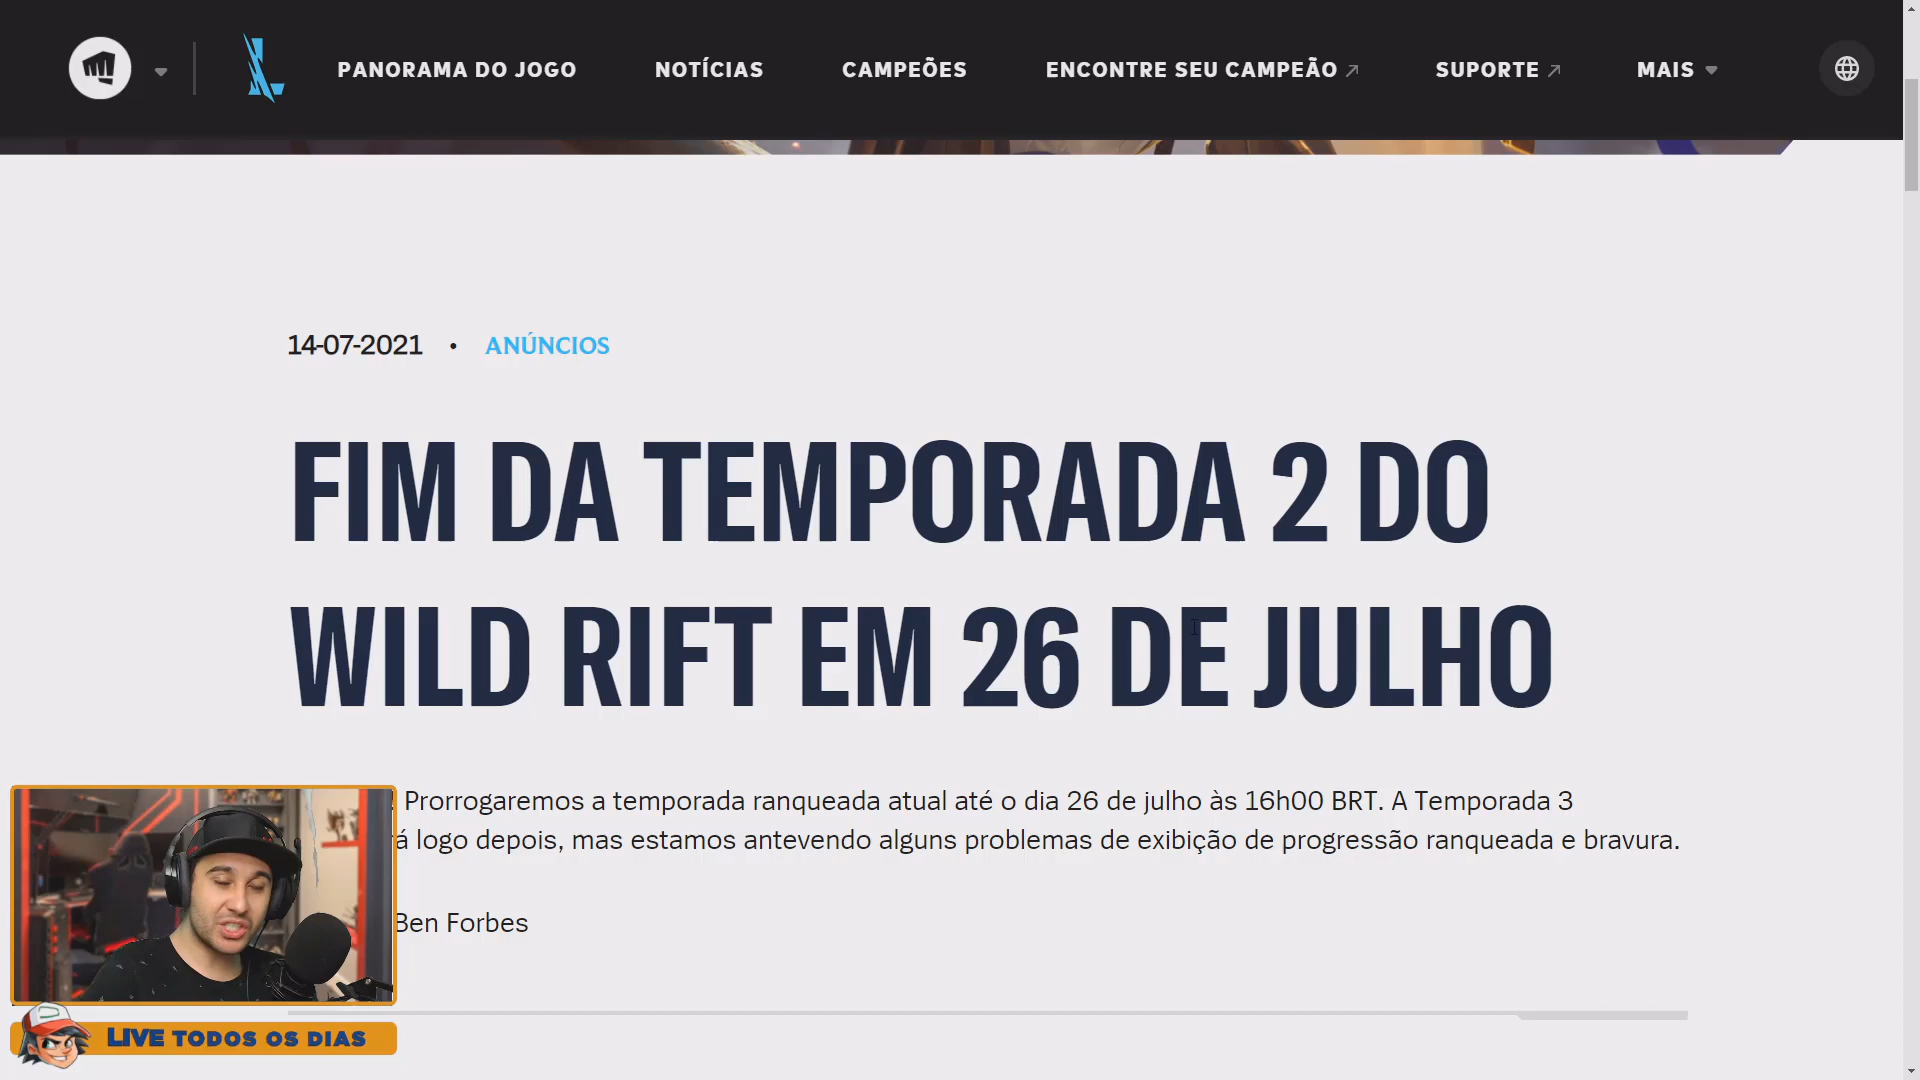 PANORAMA DO JOGO NOTÍCIAS CAMPEÕES ENCONTRE SEU CAMPEÃO SUPORTE MAIS
14-07-2021 • ANÚNCIOS
FIM DA TEMPORADA 2 DO
WILD RIFT EM 26 DE JULHO
Prorrogaremos a temporada ranqueada atual até o dia 26 de julho às 16h00 BRT. A Temporada 3
á logo depois, mas estamos antevendo alguns problemas de exibição de progressão ranqueada e bravura.
Ben Forbes
LIVE TODOS OS DIAS